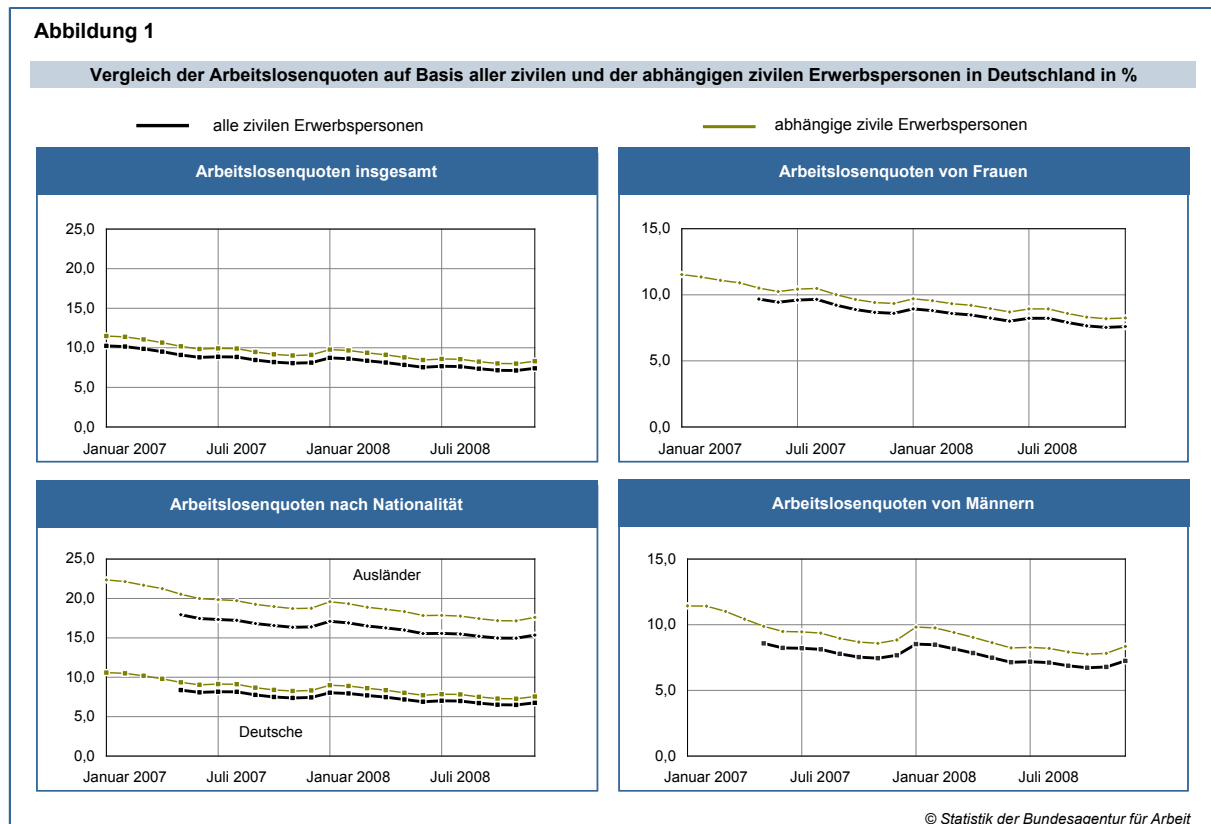 Abbildung 1
Vergleich der Arbeitslosenquoten auf Basis aller zivilen und der abhängigen zivilen Erwerbspersonen in Deutschland in %
alle zivilen Erwerbspersonen
abhängige zivile Erwerbspersonen
Arbeitslosenquoten insgesamt
25,0
20,0
15,0
10,0
5,0
0,0
Januar 2007 Juli 2007 Januar 2008 Juli 2008
Arbeitslosenquoten von Frauen
15,0
10,0
5,0
0,0
Januar 2007 Juli 2007 Januar 2008 Juli 2008
Arbeitslosenquoten nach Nationalität
25,0
Ausländer
20,0
15,0
10,0
5,0
Deutsche
0,0
Januar 2007 Juli 2007 Januar 2008 Juli 2008
Arbeitslosenquoten von Männern
15,0
10,0
5,0
0,0
Januar 2007 Juli 2007 Januar 2008 Juli 2008
© Statistik der Bundesagentur für Arbeit